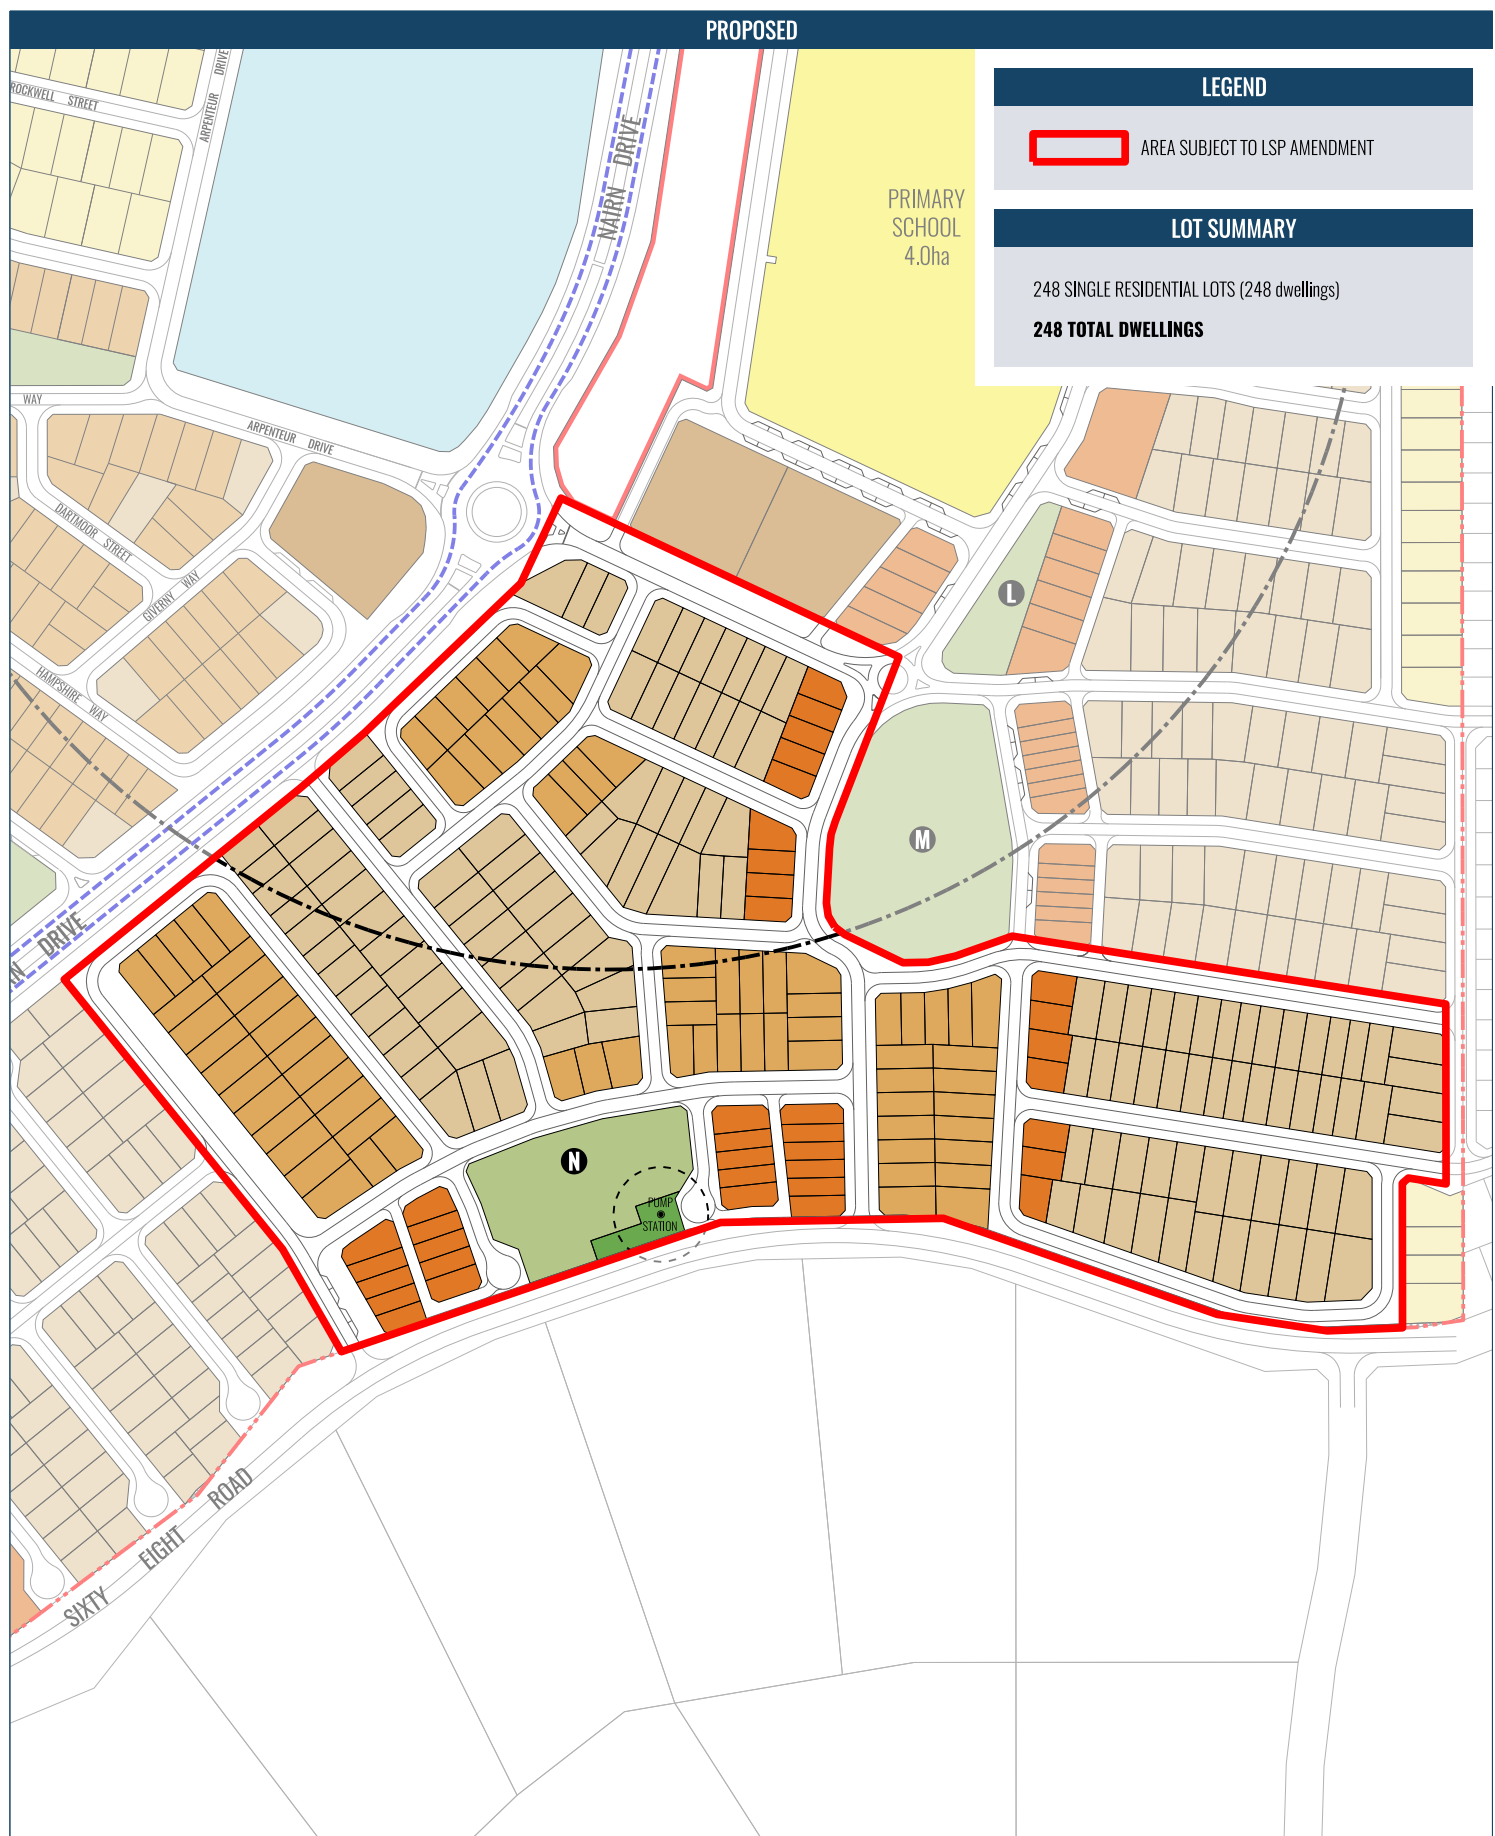 PROPOSED
LEGEND
AREA SUBJECT TO LSP AMENDMENT
LOT SUMMARY
248 SINGLE RESIDENTIAL LOTS (248 dwellings)
248 TOTAL DWELLINGS
ROCKWELL STREET
ARPENTEUR DRIVE
NAIRN DRIVE
PRIMARY
SCHOOL
4.0ha
WAY
ARPENTEUR DRIVE
DARTMOOR STREET
GIVERNY WAY
HAMPSHIRE WAY
L
M
DRIVE
N
PUMP
STATION
SIXTY EIGHT ROAD